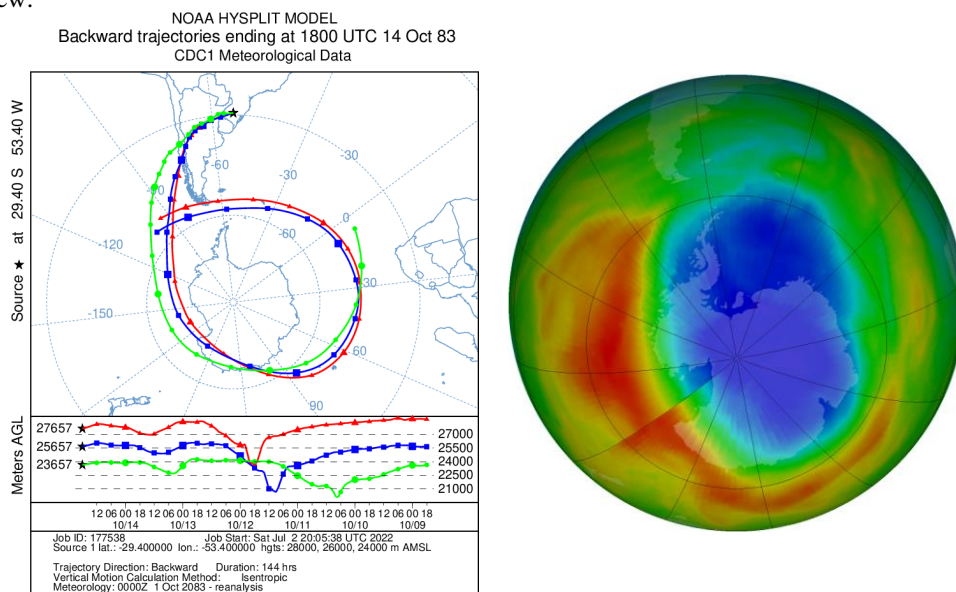 NOAA HYSPLIT MODEL
Backward trajectories ending at 1800 UTC 14 Oct 83
CDC1 Meteorological Data
Source ★ at 29.40 S 53.40 W
-30
-60
-30
-90
0
-60
-120
30
-150
60
90
Meters AGL
27657 ★
25657 ★
23657 ★
27000
25500
24000
22500
21000
12 06 00 18 12 06 00 18 12 06 00 18 12 06 00 18 12 06 00 18 12 06 00 18
10/14 10/13 10/12 10/11 10/10 10/09
Job ID: 177538 Job Start: Sat Jul 2 20:05:38 UTC 2022
Source 1 lat.: -29.400000 lon.: -53.400000 hgts: 28000, 26000, 24000 m AMSL
Trajectory Direction: Backward Duration: 144 hrs
Vertical Motion Calculation Method: Isentropic
Meteorology: 0000Z 1 Oct 2083 - reanalysis